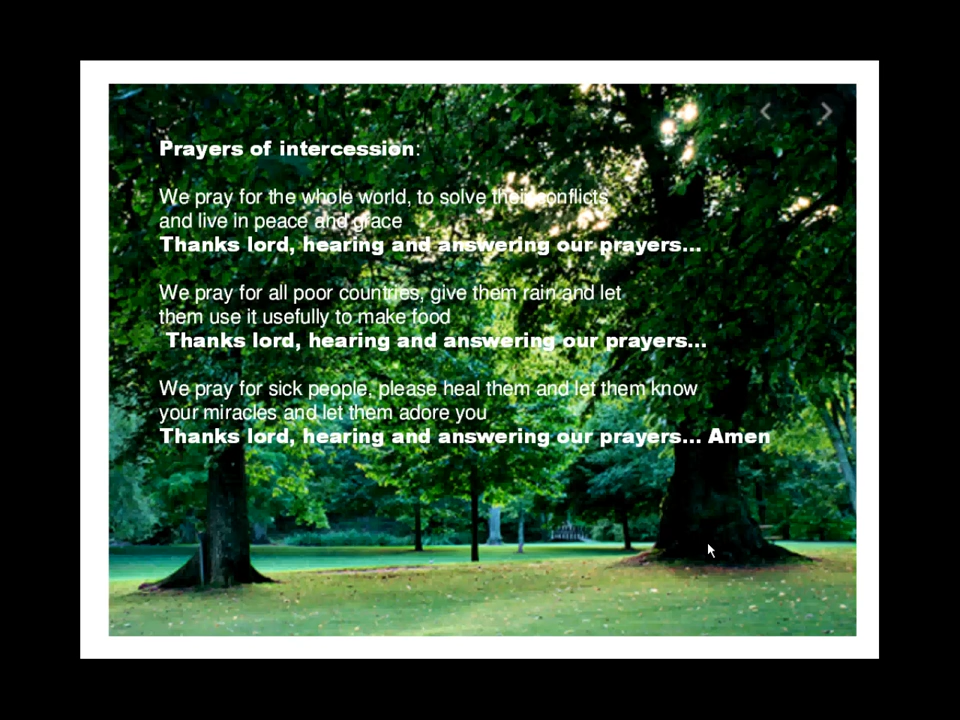 Prayers of intercession:
We pray for the whole world, to solve their conflicts
and live in peace and grace
Thanks lord, hearing and answering our prayers...
We pray for all poor countries, give them rain and let
them use it usefully to make food
Thanks lord, hearing and answering our prayers...
We pray for sick people, please heal them and let them know
your miracles and let them adore you
Thanks lord, hearing and answering our prayers... Amen